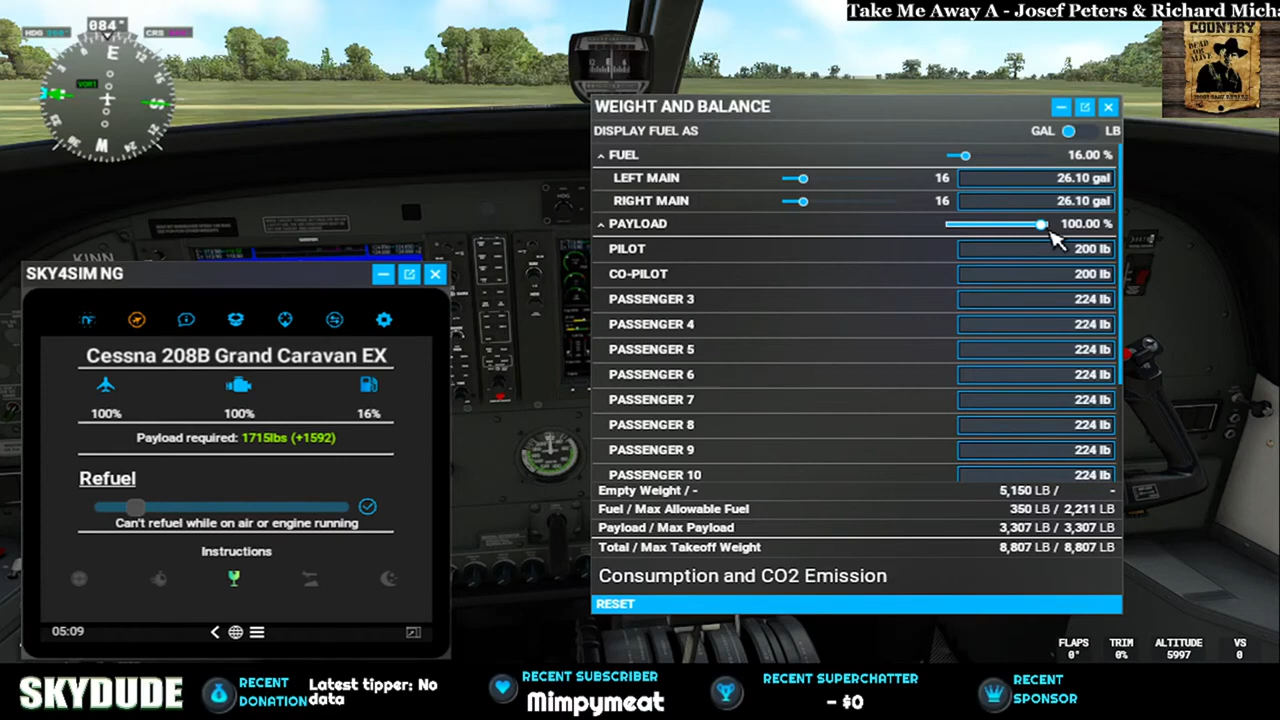 Take Me Away A - Josef Peters & Richard Mich
COUNTRY
DEAD OR ALIVE
084°
HDG
CRS
VOR1
WEIGHT AND BALANCE
DISPLAY FUEL AS GAL LB
FUEL 16.00 %
LEFT MAIN 16 26.10 gal
RIGHT MAIN 16 26.10 gal
PAYLOAD 100.00 %
PILOT 200 lb
CO-PILOT 200 lb
PASSENGER 3 224 lb
PASSENGER 4 224 lb
PASSENGER 5 224 lb
PASSENGER 6 224 lb
PASSENGER 7 224 lb
PASSENGER 8 224 lb
PASSENGER 9 224 lb
PASSENGER 10 224 lb
Empty Weight / - 5,150 LB / -
Fuel / Max Allowable Fuel 350 LB / 2,211 LB
Payload / Max Payload 3,307 LB / 3,307 LB
Total / Max Takeoff Weight 8,807 LB / 8,807 LB
Consumption and CO2 Emission
RESET
SKY4SIM NG
Cessna 208B Grand Caravan EX
100% 100% 16%
Payload required: 1715lbs (+1592)
Refuel
Can't refuel while on air or engine running
Instructions
05:09
FLAPS TRIM ALTITUDE VS
0° 0% 5997 0
SKYDUDE
RECENT DONATION
Latest tipper: No data
RECENT SUBSCRIBER
Mimpymeat
RECENT SUPERCHATTER
– $0
RECENT SPONSOR